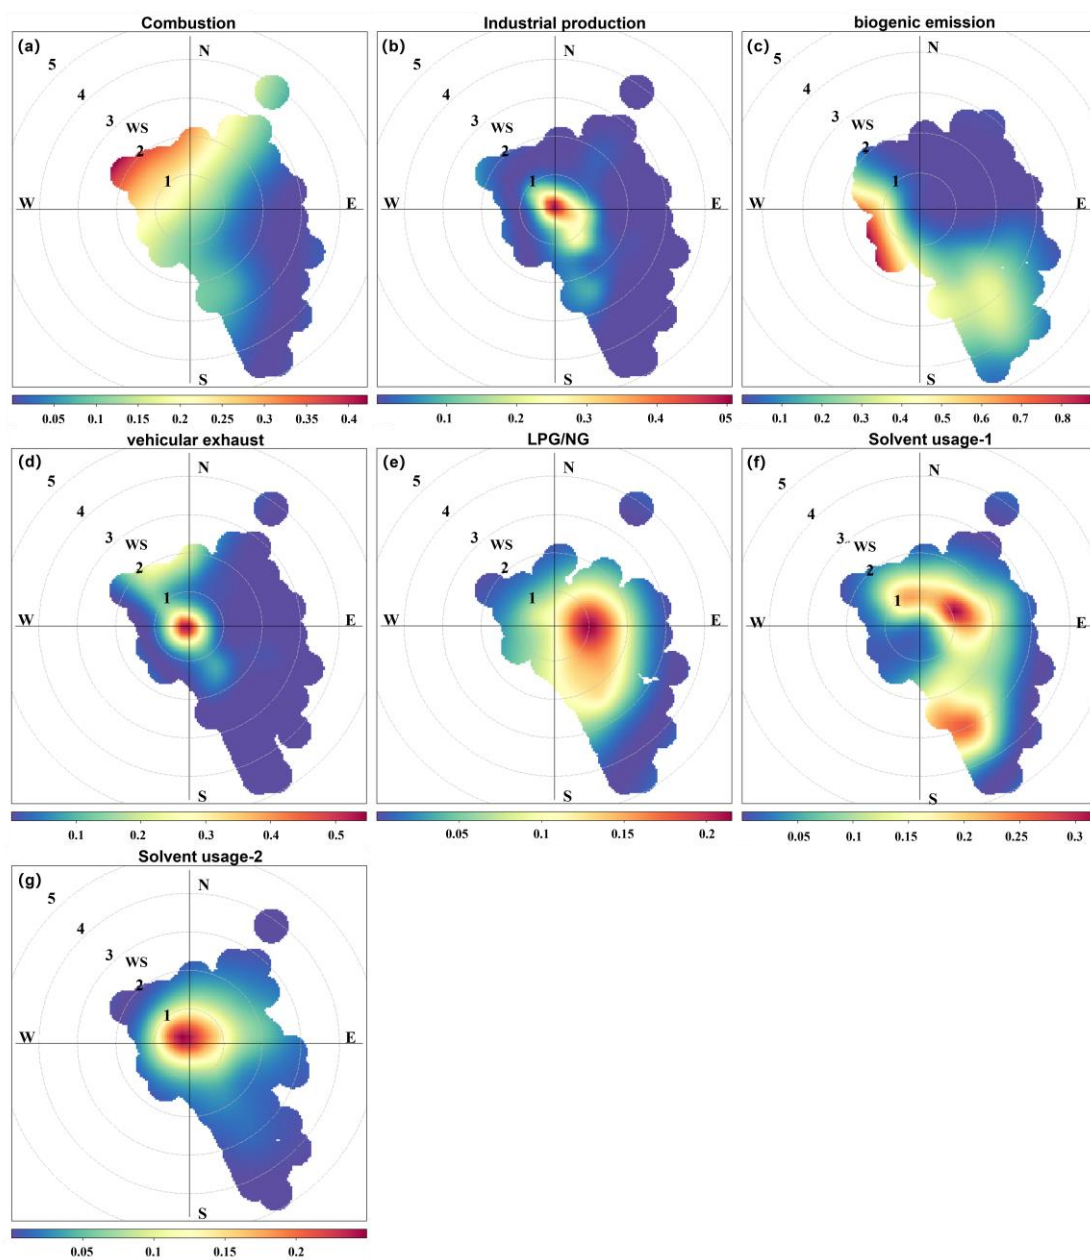 Combustion
(a)
N
5
4
3
WS
2
1
W
E
S
0.05 0.1 0.15 0.2 0.25 0.3 0.35 0.4
Industrial production
(b)
N
5
4
3
WS
2
1
W
E
S
0.1 0.2 0.3 0.4 0.5
biogenic emission
(c)
N
5
4
3
WS
2
1
W
E
S
0.1 0.2 0.3 0.4 0.5 0.6 0.7 0.8
vehicular exhaust
(d)
N
5
4
3
WS
2
1
W
E
S
0.1 0.2 0.3 0.4 0.5
LPG/NG
(e)
N
5
4
3
WS
2
1
W
E
S
0.05 0.1 0.15 0.2
Solvent usage-1
(f)
N
5
4
3
WS
2
1
W
E
S
0.05 0.1 0.15 0.2 0.25 0.3
Solvent usage-2
(g)
N
5
4
3
WS
2
1
W
E
S
0.05 0.1 0.15 0.2